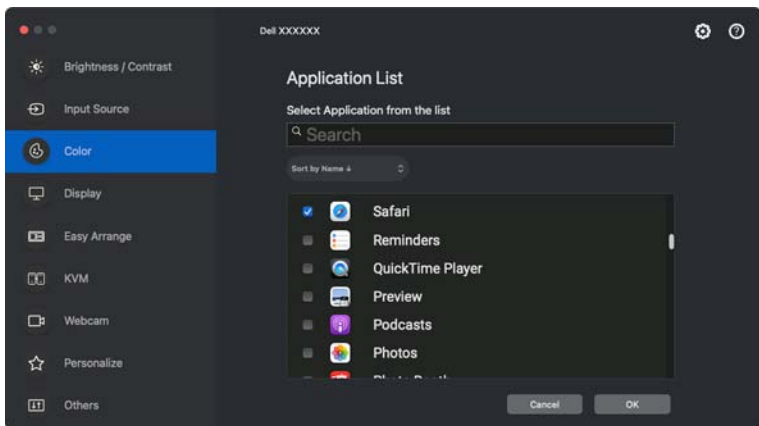 Dell XXXXXX
Brightness / Contrast
Input Source
Color
Display
Easy Arrange
KVM
Webcam
Personalize
Others
Application List
Select Application from the list
Search
Sort by Name ↓
Safari
Reminders
QuickTime Player
Preview
Podcasts
Photos
Cancel
OK